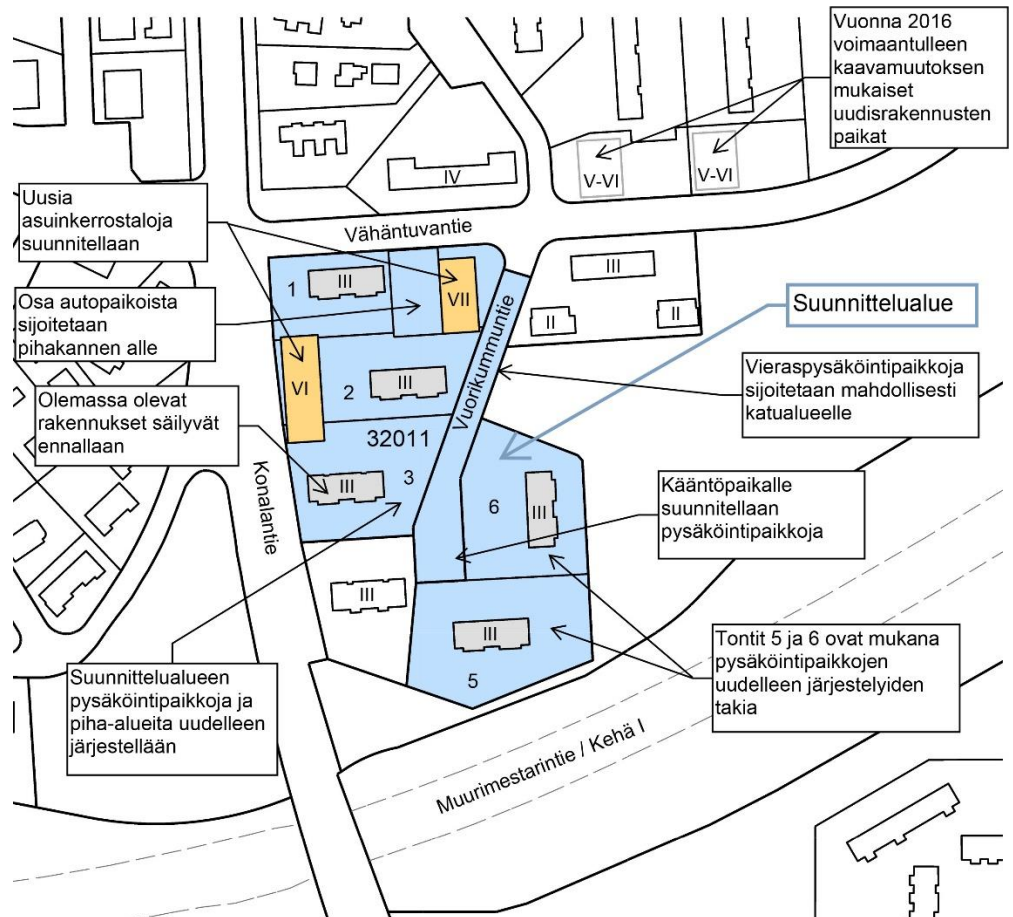 Vuonna 2016
voimaantulleen
kaavamuutoksen
mukaiset
uudisrakennusten
paikat
IV
V-VI
V-VI
Uusia
asuinkerrostaloja
suunnitellaan
Vähäntuvantie
Osa autopaikoista
sijoitetaan
pihakannen alle
1
III
VII
III
II
II
Suunnittelualue
Vuorikummuntie
Vieraspysäköintipaikkoja
sijoitetaan mahdollisesti
katualueelle
VI
2
III
Olemassa olevat
rakennukset säilyvät
ennallaan
32011
III
3
Konalantie
6
III
Kääntöpaikalle
suunnitellaan
pysäköintipaikkoja
III
III
5
Tontit 5 ja 6 ovat mukana
pysäköintipaikkojen
uudelleen järjestelyiden
takia
Suunnittelualueen
pysäköintipaikkoja ja
piha-alueita uudelleen
järjestellään
Muurimestarintie / Kehä I